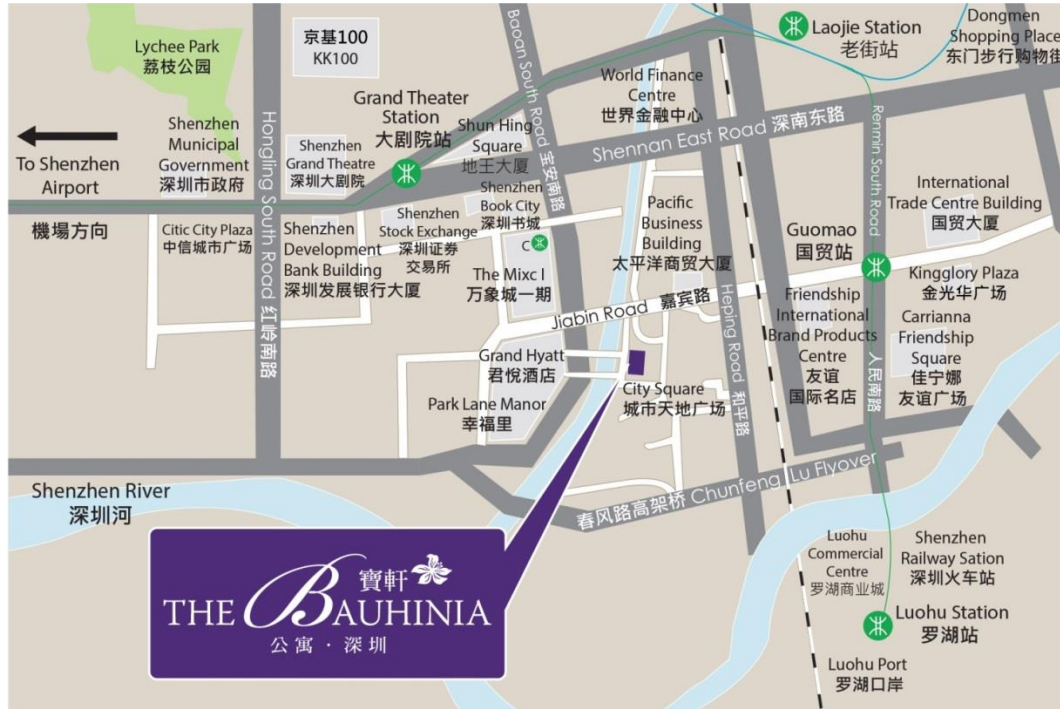 Lychee Park
荔枝公园
京基100
KK100
Baoan South Road 宝安南路
Laojie Station
老街站
Dongmen
Shopping Place
东门步行购物街
World Finance
Centre
世界金融中心
Grand Theater
Station
大剧院站
Shun Hing
Square
地王大厦
Shennan East Road 深南东路
Renmin South Road
人民南路
To Shenzhen
Airport
機場方向
Shenzhen
Municipal
Government
深圳市政府
Hongling South Road 红岭南路
Shenzhen
Grand Theatre
深圳大剧院
Shenzhen
Book City
深圳书城
Pacific
Business
Building
太平洋商贸大厦
International
Trade Centre Building
国贸大厦
Citic City Plaza
中信城市广场
Shenzhen
Development
Bank Building
深圳发展银行大厦
Shenzhen
Stock Exchange
深圳证券
交易所
C
The Mixc I
万象城一期
Guomao
国贸站
Kingglory Plaza
金光华广场
Jiabin Road 嘉宾路
Heping Road 和平路
Friendship
International
Brand Products
Centre
友谊
国际名店
Carrianna
Friendship
Square
佳宁娜
友谊广场
Grand Hyatt
君悦酒店
Park Lane Manor
幸福里
City Square
城市天地广场
春风路高架桥 Chunfeng Lu Flyover
Shenzhen River
深圳河
寶軒
THE BAUHINIA
公寓·深圳
Luohu
Commercial
Centre
罗湖商业城
Shenzhen
Railway Sation
深圳火车站
Luohu Station
罗湖站
Luohu Port
罗湖口岸